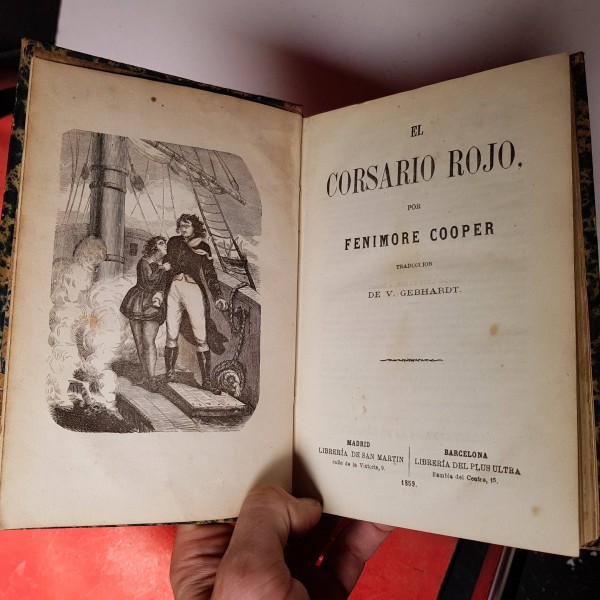 EL
CORSARIO ROJO,
POR
FENIMORE COOPER
TRADUCCION
DE V. GEBHARDT.
MADRID
LIBRERÍA DE SAN MARTIN
calle de la Victoria, 9.
BARCELONA
LIBRERÍA DEL PLUS ULTRA
Rambla del Centro, 15.
1859.